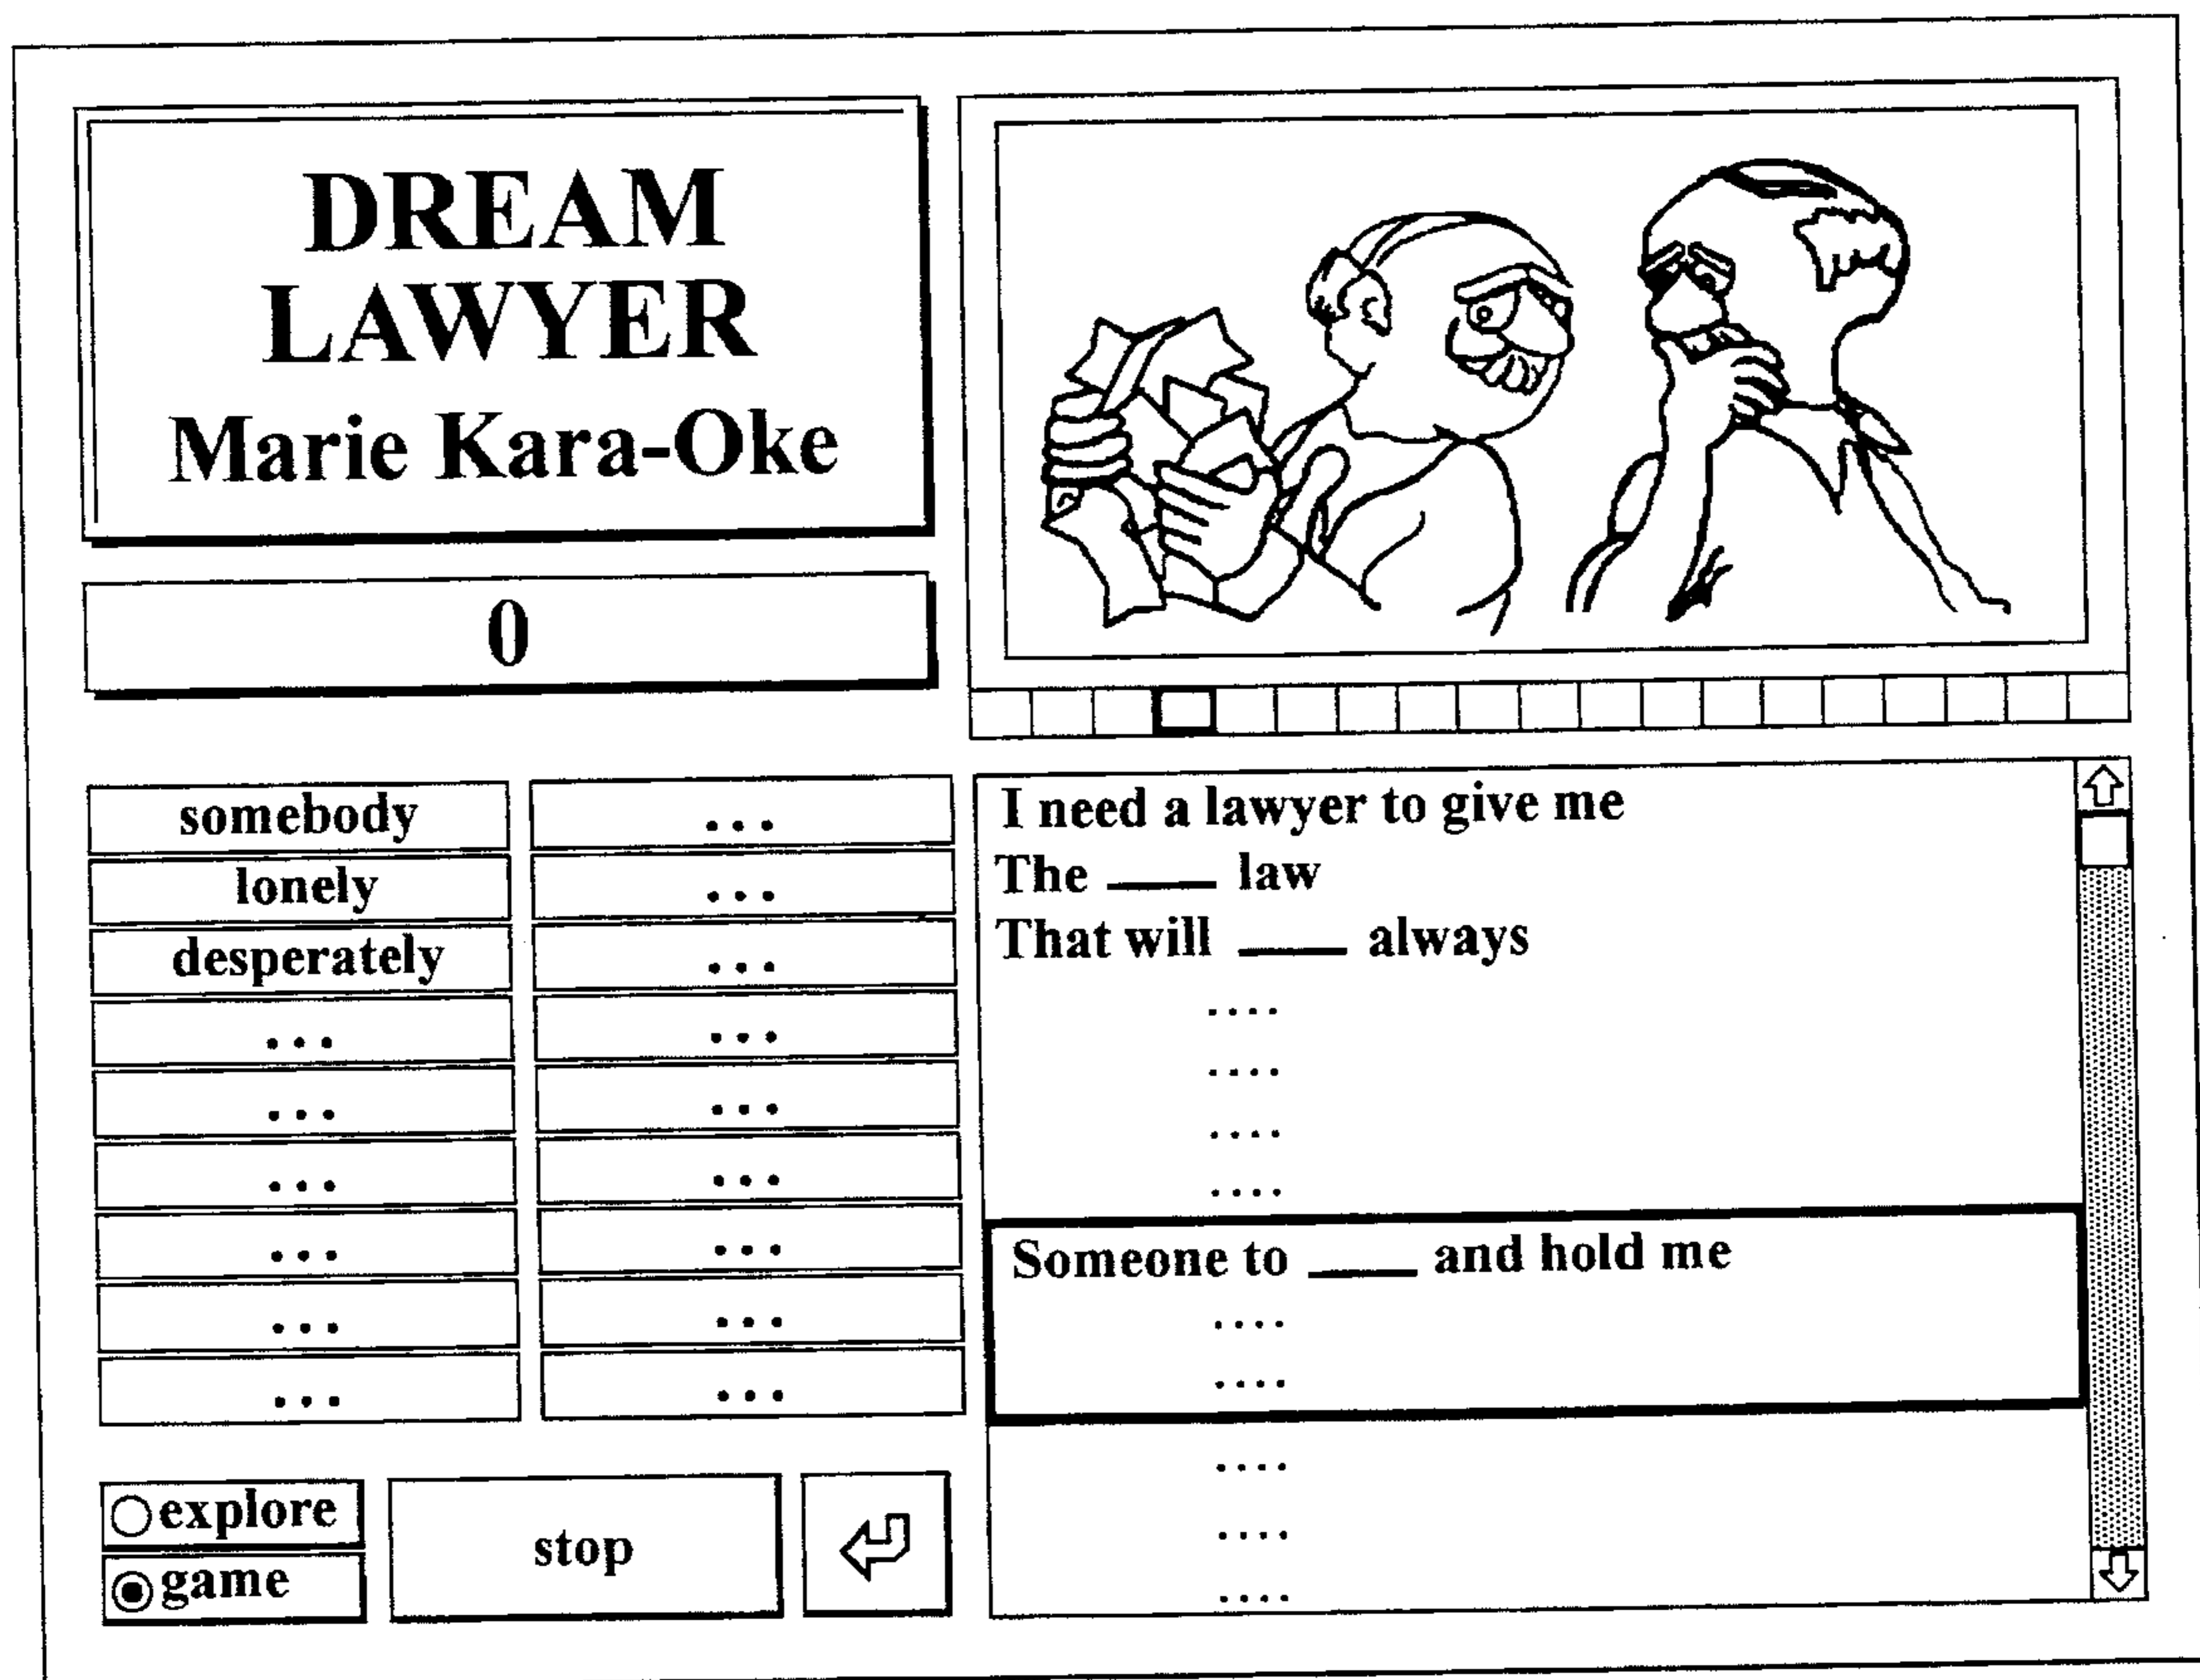 DREAM
LAWYER
Marie Kara-Oke
0
somebody
...
lonely
...
desperately
...
...
...
...
...
...
...
...
...
...
...
...
...
explore
game
stop
I need a lawyer to give me
The ____ law
That will ____ always
....
....
....
....
Someone to ____ and hold me
....
....
....
....
....